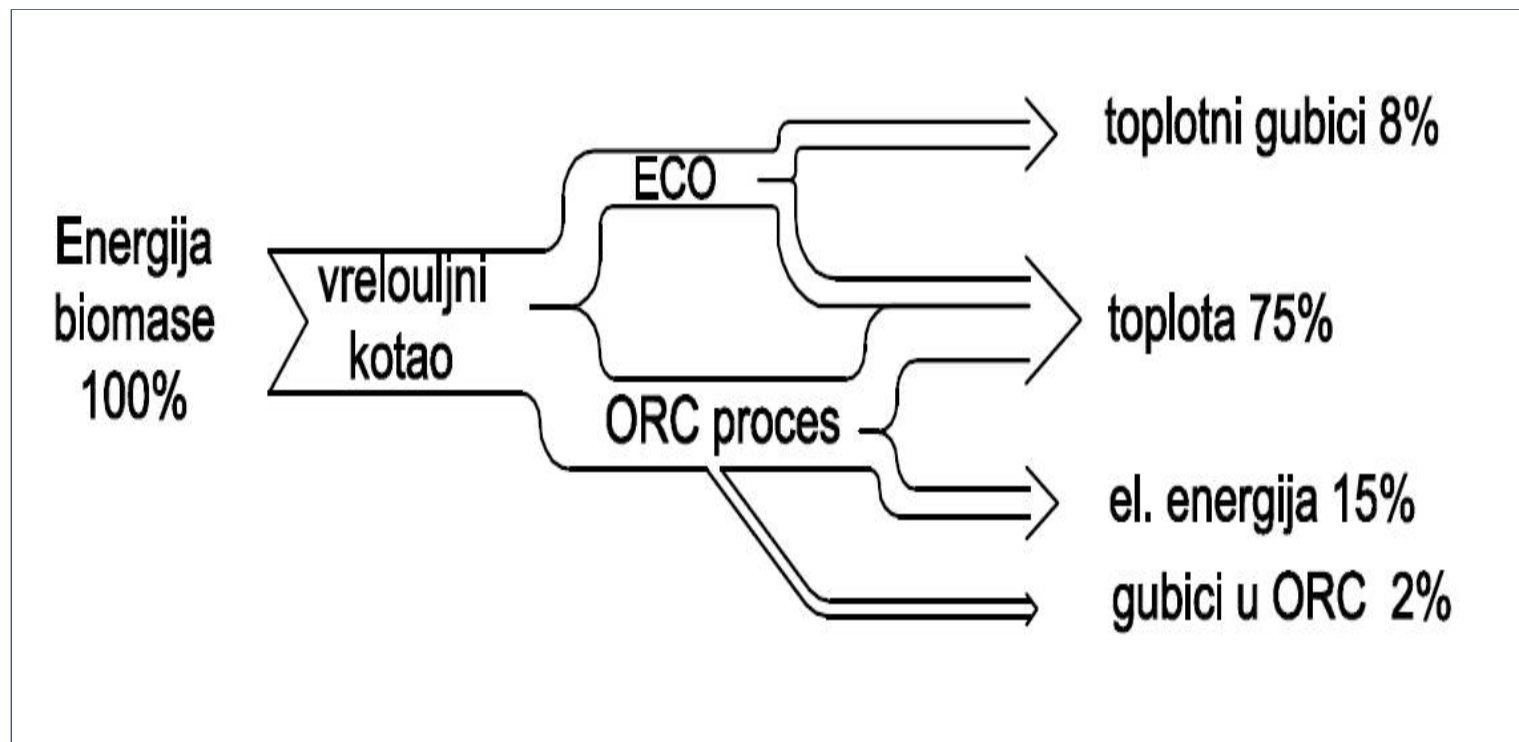 Energija
biomase
100%
vrelouljni
kotao
ECO
ORC proces
toplotni gubici 8%
toplota 75%
el. energija 15%
gubici u ORC 2%